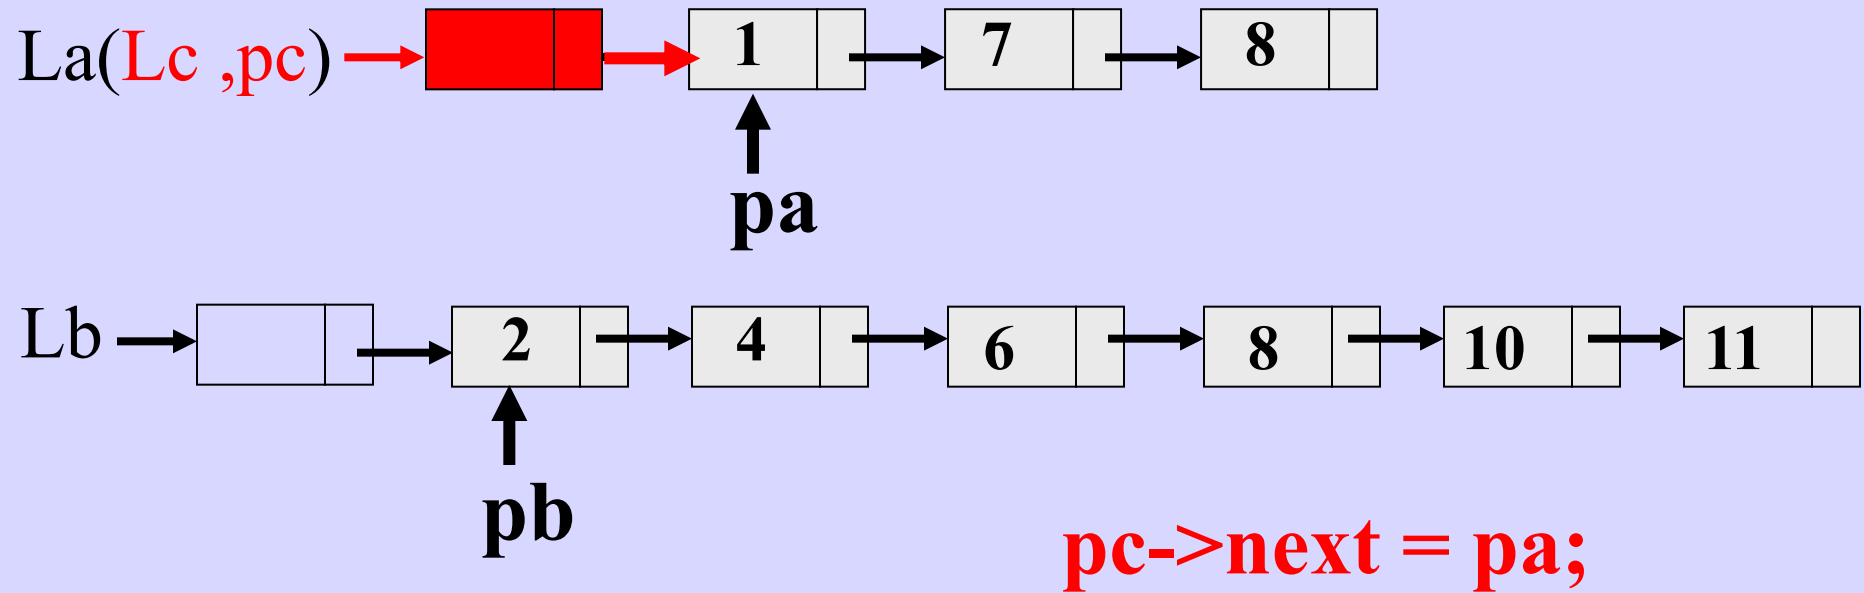 La(Lc ,pc) 1 7 8
pa
Lb 2 4 6 8 10 11
pb
pc->next = pa;